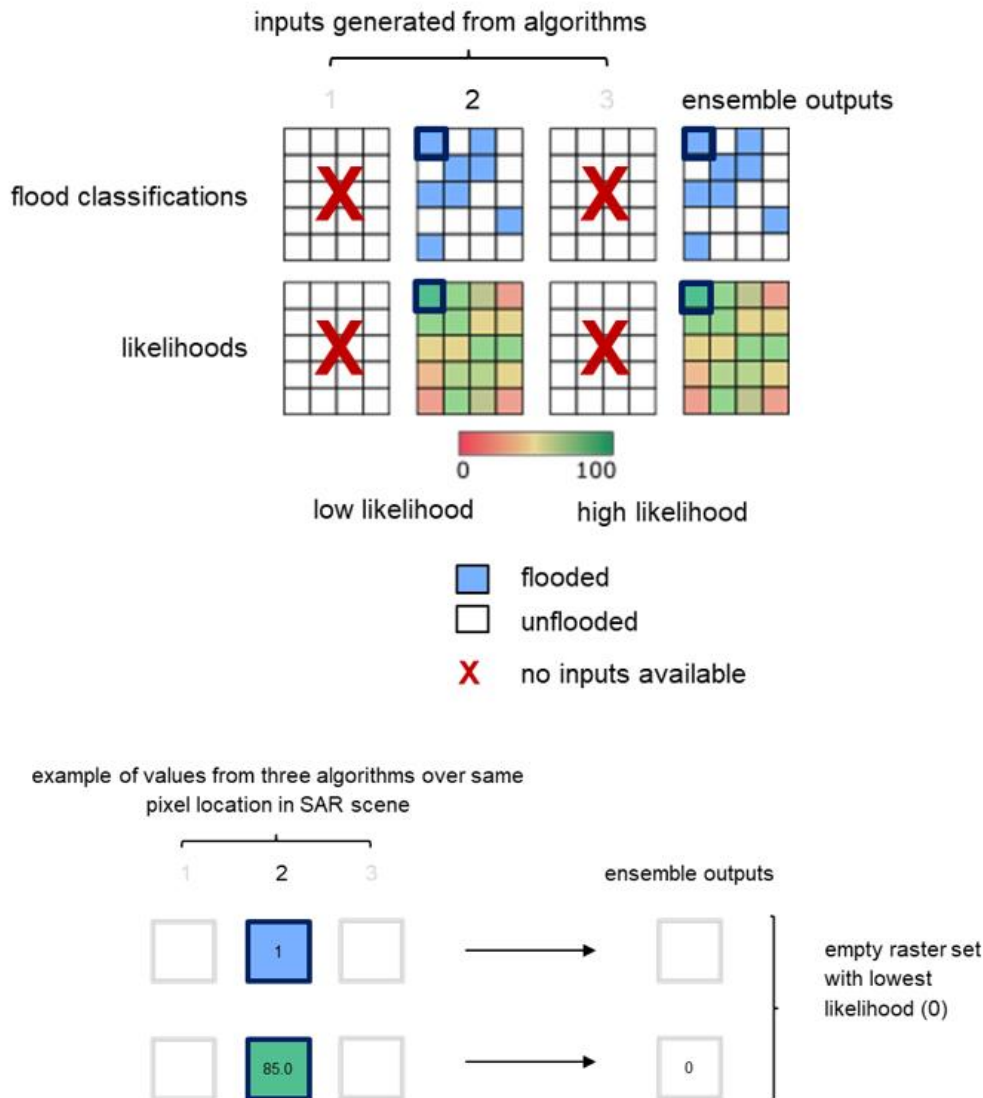 inputs generated from algorithms
1 2 3 ensemble outputs
flood classifications
X X
likelihoods
X X
0 100
low likelihood high likelihood
flooded
unflooded
X no inputs available
example of values from three algorithms over same
pixel location in SAR scene
1 2 3 ensemble outputs
1
empty raster set
with lowest
likelihood (0)
85.0 0